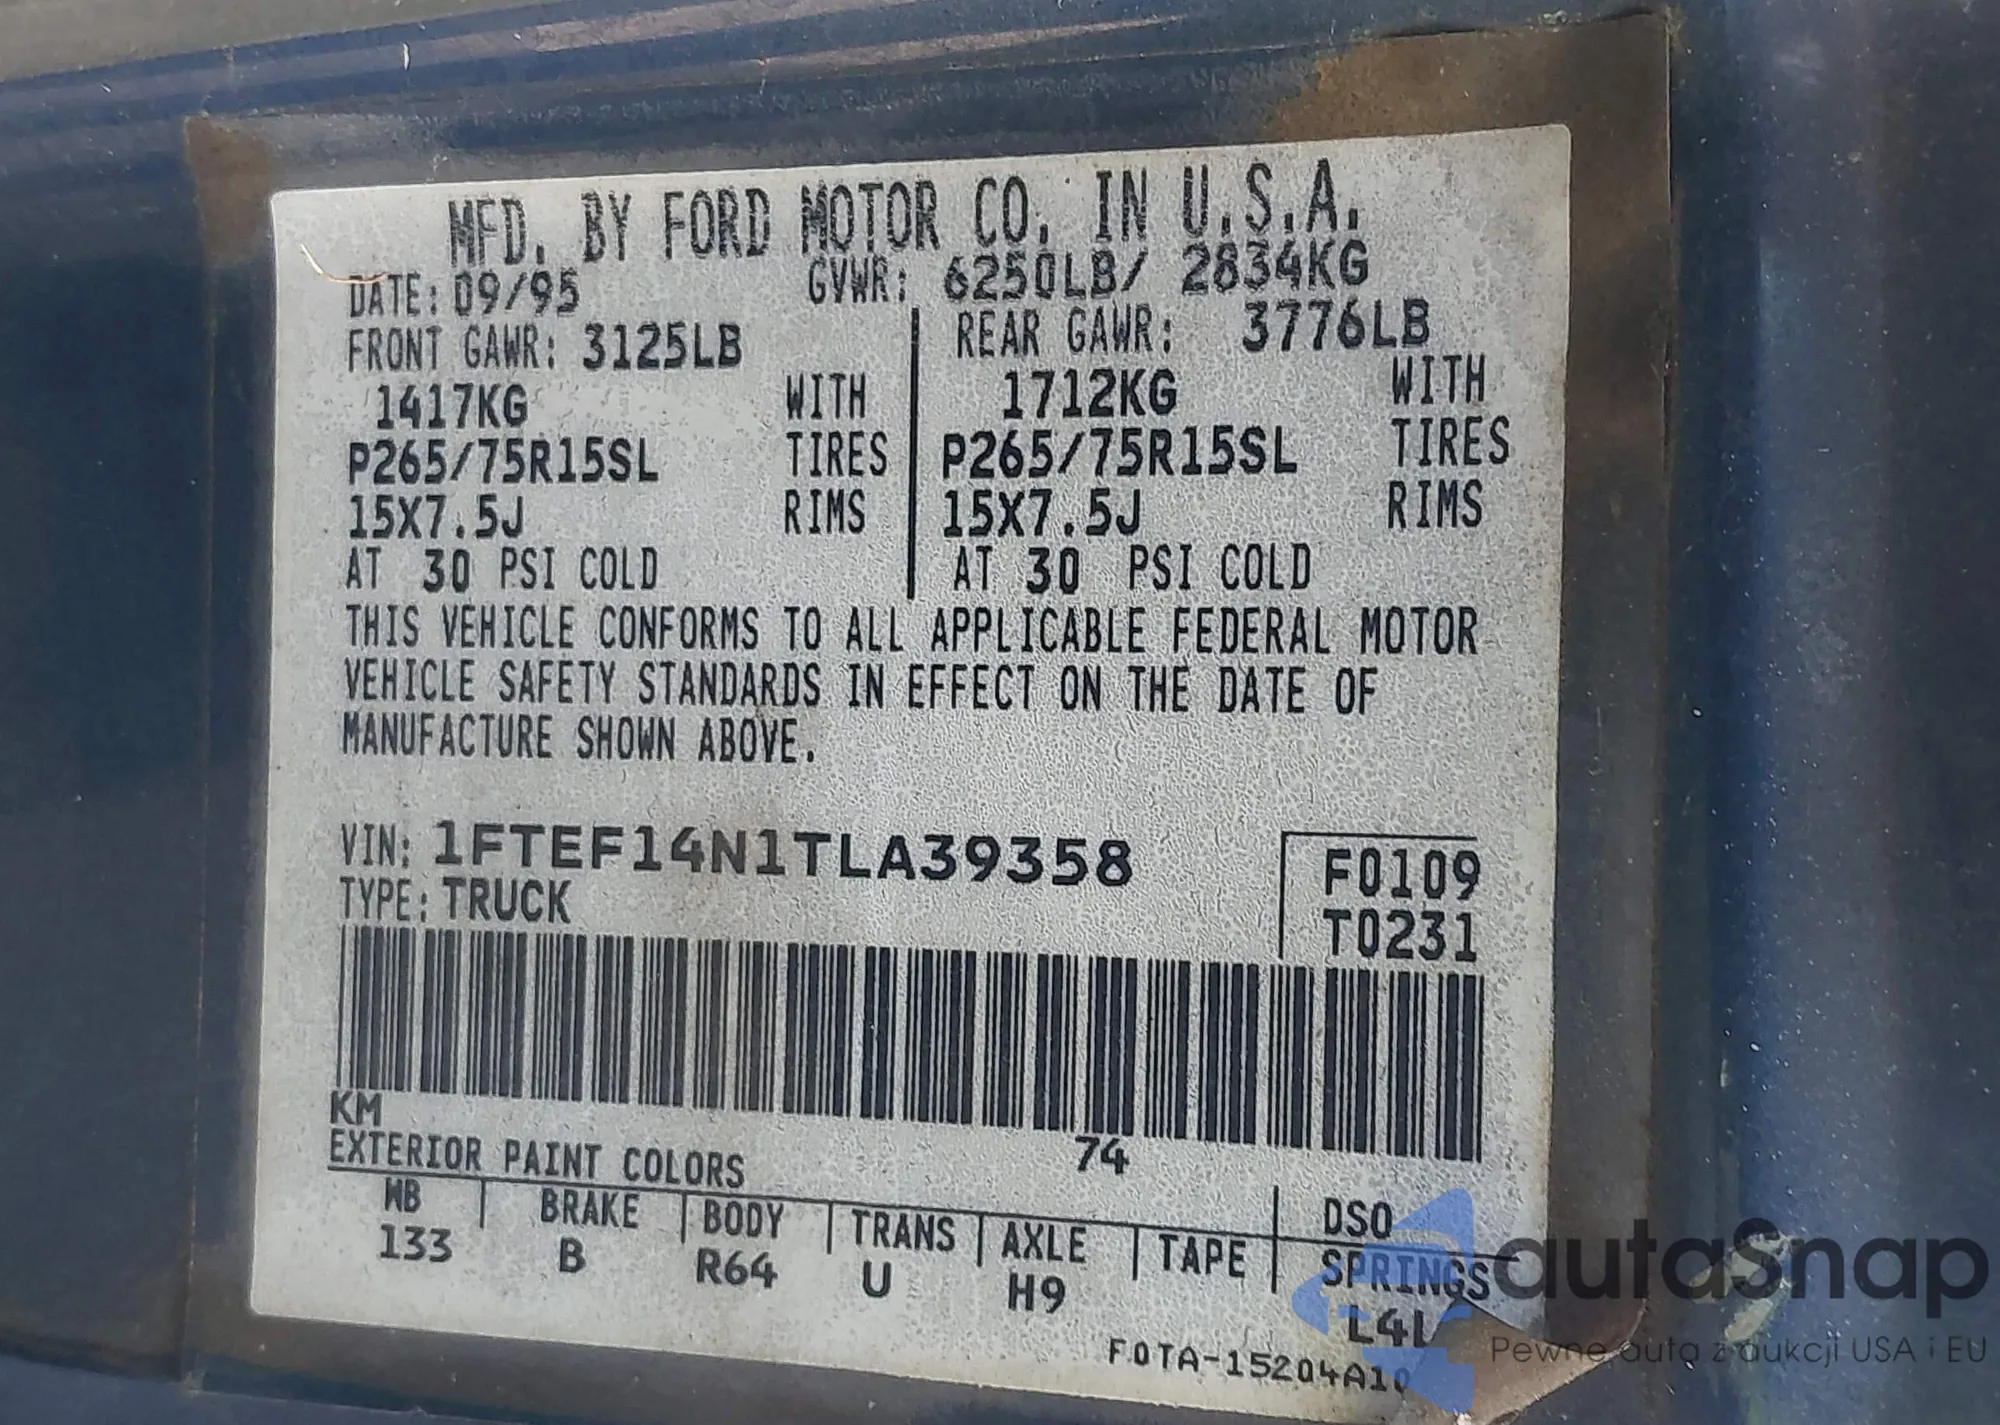 MFD. BY FORD MOTOR CO. IN U.S.A.
DATE: 09/95 GVWR: 6250LB/ 2834KG
FRONT GAWR: 3125LB REAR GAWR: 3776LB
1417KG WITH 1712KG WITH
P265/75R15SL TIRES P265/75R15SL TIRES
15X7.5J RIMS 15X7.5J RIMS
AT 30 PSI COLD AT 30 PSI COLD
THIS VEHICLE CONFORMS TO ALL APPLICABLE FEDERAL MOTOR
VEHICLE SAFETY STANDARDS IN EFFECT ON THE DATE OF
MANUFACTURE SHOWN ABOVE.
VIN: 1FTEF14N1TLA39358 F0109
TYPE: TRUCK T0231
KM 74
EXTERIOR PAINT COLORS DSO
WB BRAKE BODY TRANS AXLE TAPE SPRINGS
133 B R64 U H9 L4L
F0TA-15204A10
autaSnap
Pewne auta z aukcji USA i EU